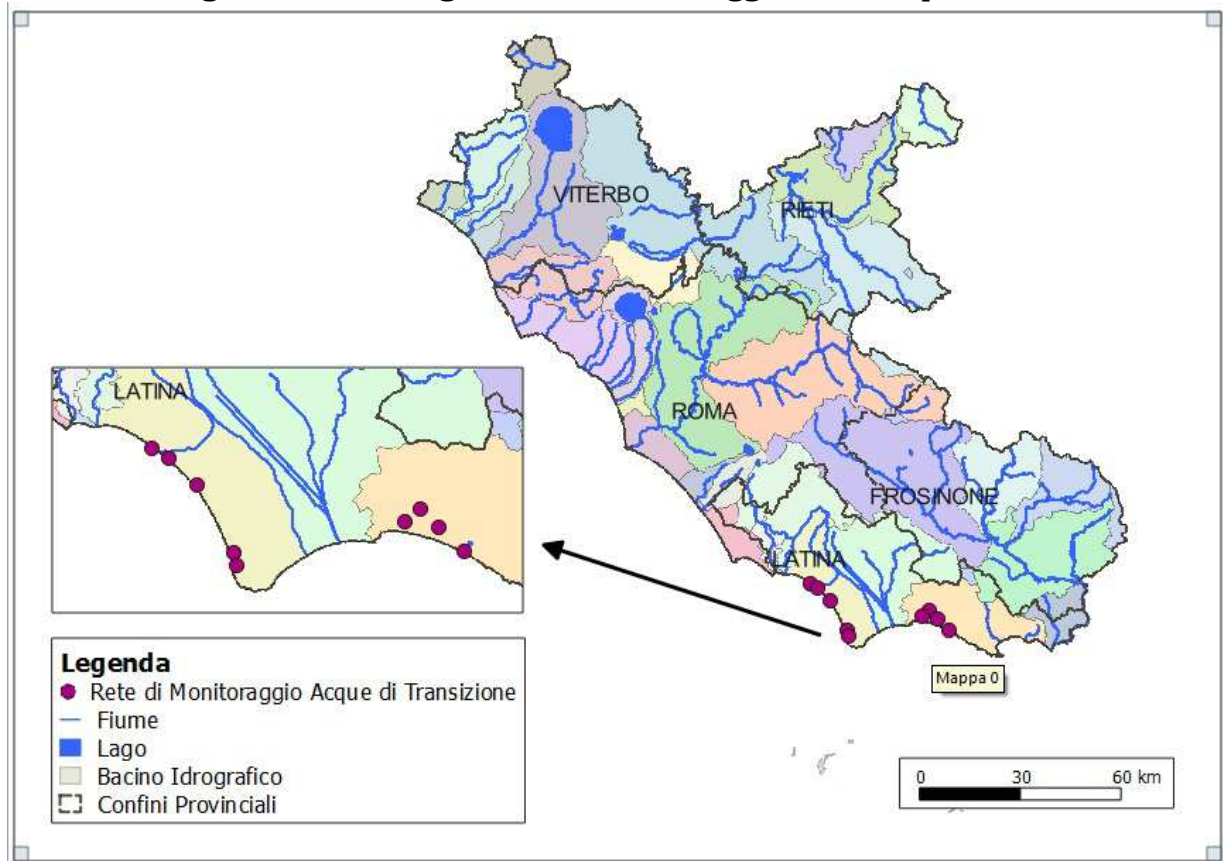 VITERBO
RIETI
ROMA
FROSINONE
LATINA
LATINA
Legenda
Rete di Monitoraggio Acque di Transizione
Fiume
Lago
Bacino Idrografico
Confini Provinciali
Mappa 0
0 30 60 km